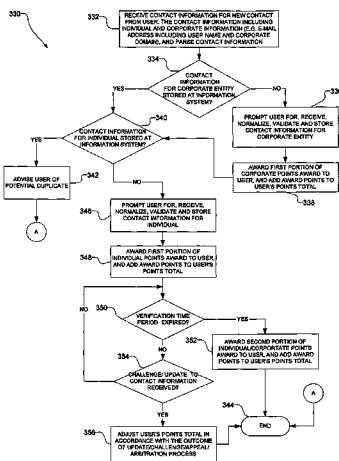 330
332
RECEIVE CONTACT INFORMATION FOR NEW CONTACT
FROM USER, THE CONTACT INFORMATION INCLUDING
INDIVIDUAL AND CORPORATE INFORMATION (E.G., E-MAIL
ADDRESS INCLUDING USER NAME AND CORPORATE
DOMAIN), AND PARSE CONTACT INFORMATION
334
CONTACT
INFORMATION
FOR CORPORATE ENTITY
STORED AT INFORMATION
SYSTEM?
YES
NO
336
PROMPT USER FOR, RECEIVE,
NORMALIZE, VALIDATE AND STORE
CONTACT INFORMATION FOR
CORPORATE ENTITY
AWARD FIRST PORTION OF
CORPORATE POINTS AWARD TO
USER, AND ADD AWARD POINTS TO
USER'S POINTS TOTAL
338
340
CONTACT INFORMATION
FOR INDIVIDUAL STORED AT
INFORMATION SYSTEM?
YES
NO
ADVISE USER OF
POTENTIAL DUPLICATE
342
A
346
PROMPT USER FOR, RECEIVE,
NORMALIZE, VALIDATE AND STORE
CONTACT INFORMATION FOR
INDIVIDUAL
348
AWARD FIRST PORTION OF
INDIVIDUAL POINTS AWARD TO USER,
AND ADD AWARD POINTS TO USER'S
POINTS TOTAL
350
VERIFICATION TIME
PERIOD EXPIRED?
NO
YES
NO
352
AWARD SECOND PORTION OF
INDIVIDUAL/CORPORATE POINTS
AWARD TO USER, AND ADD AWARD
POINTS TO USER'S POINTS TOTAL
354
CHALLENGE/ UPDATE TO
CONTACT INFORMATION
RECEIVED?
YES
A
344
END
356
ADJUST USER'S POINTS TOTAL IN
ACCORDANCE WITH THE OUTCOME
OF UPDATE/CHALLENGE/APPEAL/
ARBITRATION PROCESS